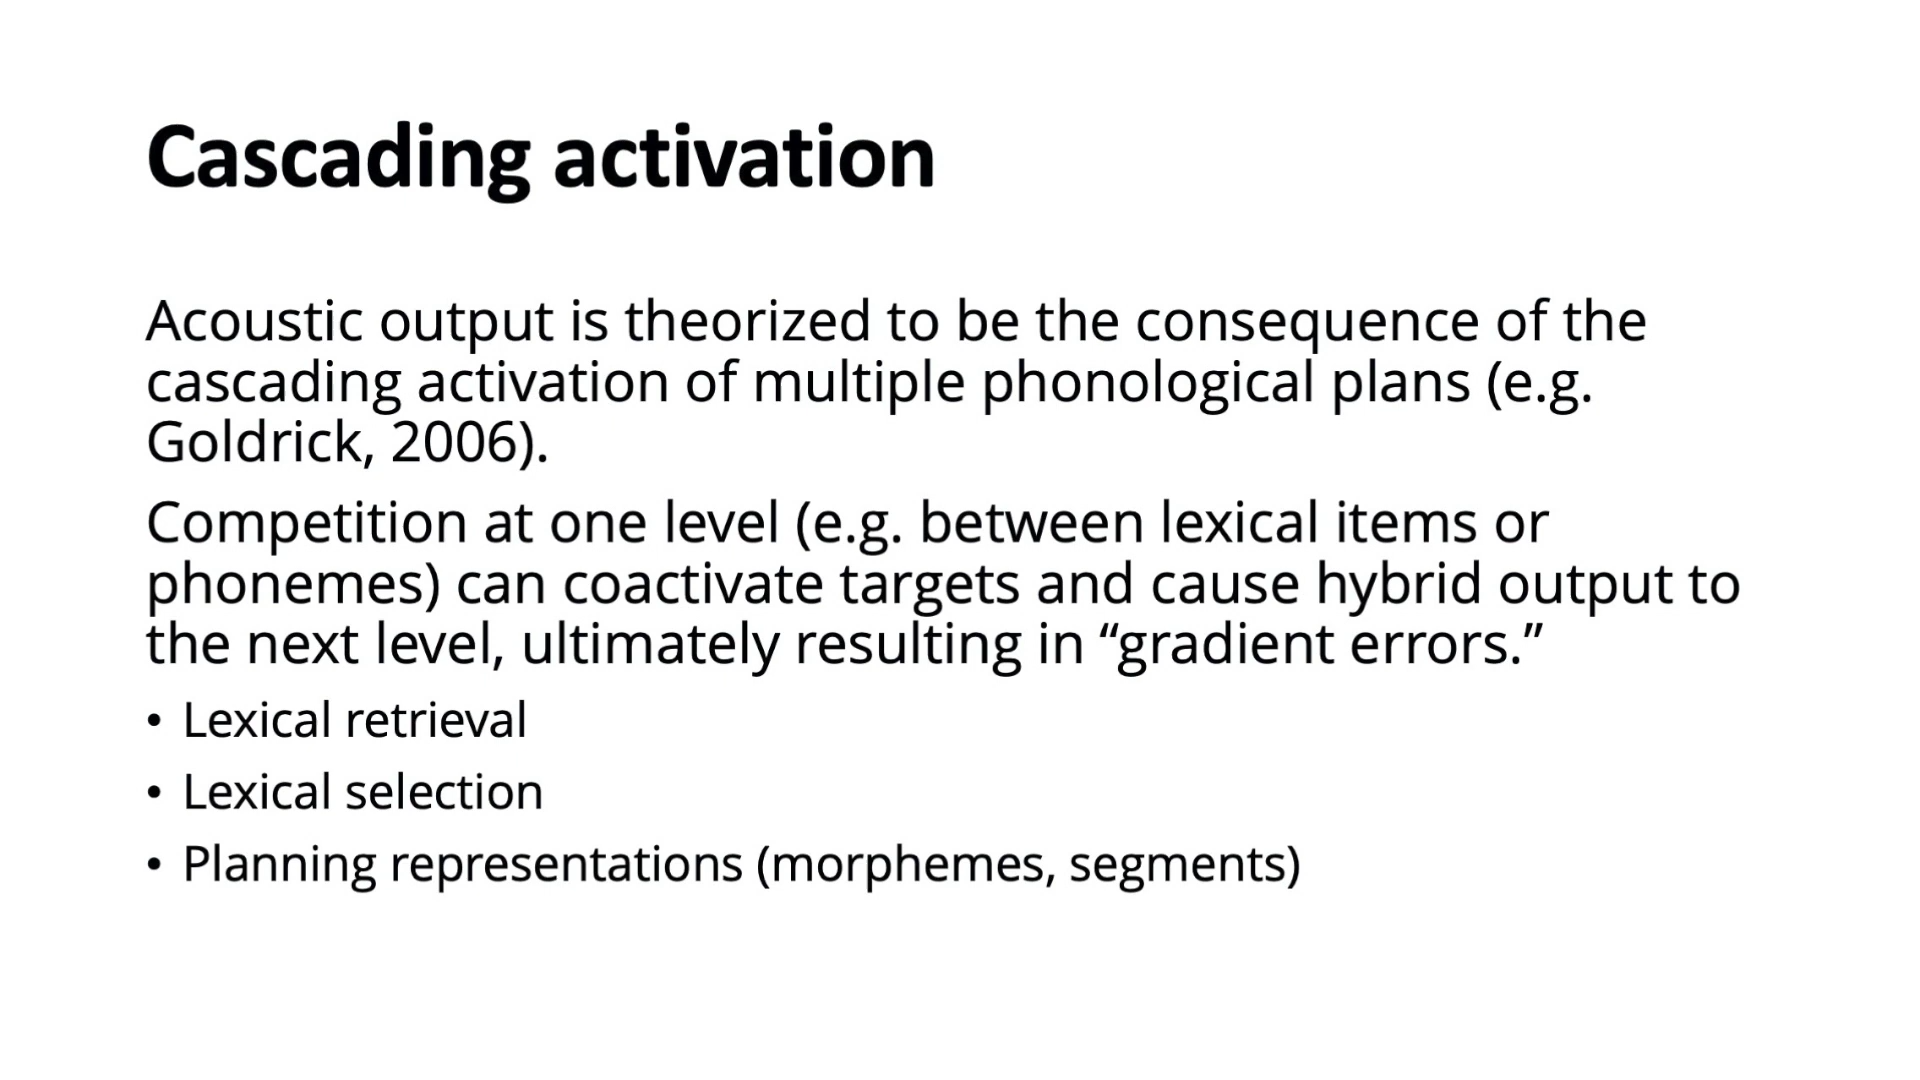 Cascading activation
Acoustic output is theorized to be the consequence of the
cascading activation of multiple phonological plans (e.g.
Goldrick, 2006).
Competition at one level (e.g. between lexical items or
phonemes) can coactivate targets and cause hybrid output to
the next level, ultimately resulting in “gradient errors.”
• Lexical retrieval
• Lexical selection
• Planning representations (morphemes, segments)